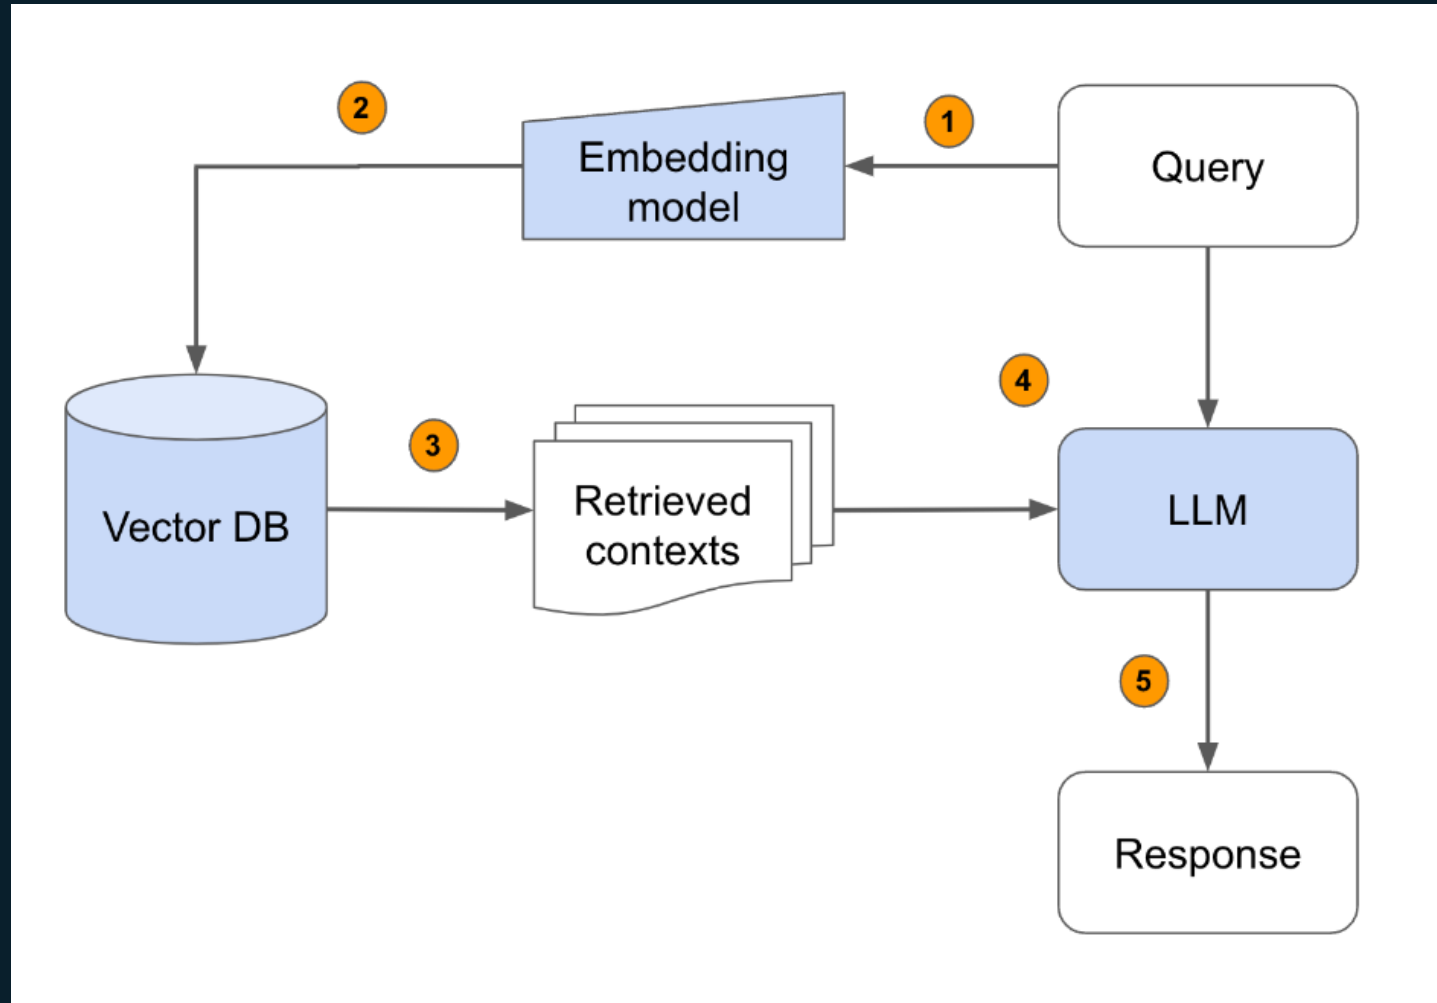 2
1
Embedding
model
Query
3
4
Vector DB
Retrieved
contexts
LLM
5
Response